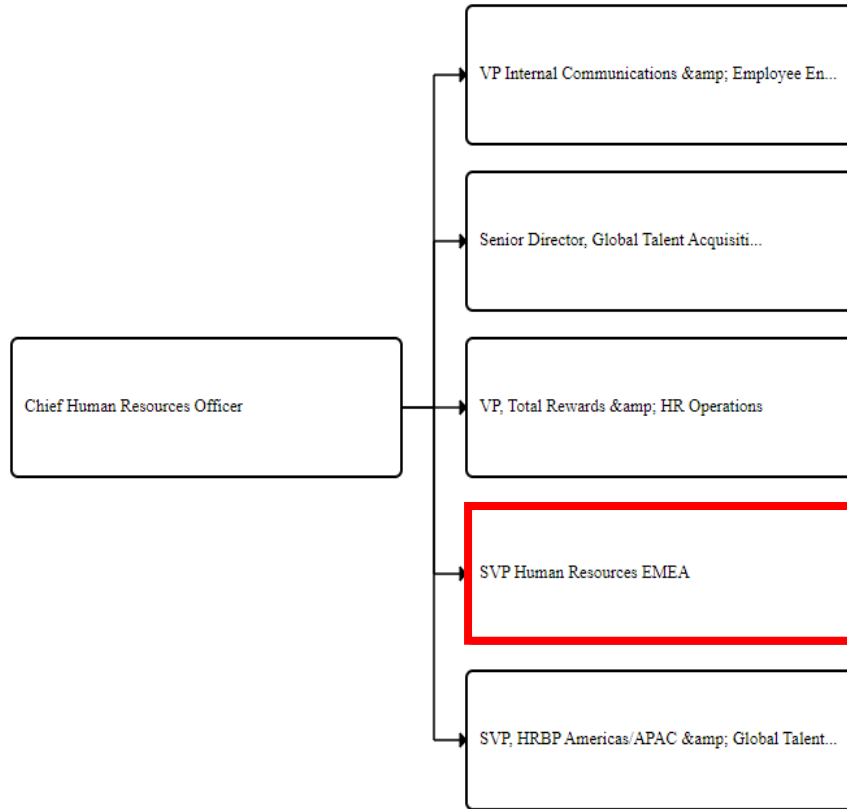 VP Internal Communications &amp; Employee En...
Senior Director, Global Talent Acquisiti...
Chief Human Resources Officer
VP, Total Rewards &amp; HR Operations
SVP Human Resources EMEA
SVP, HRBP Americas/APAC &amp; Global Talent...